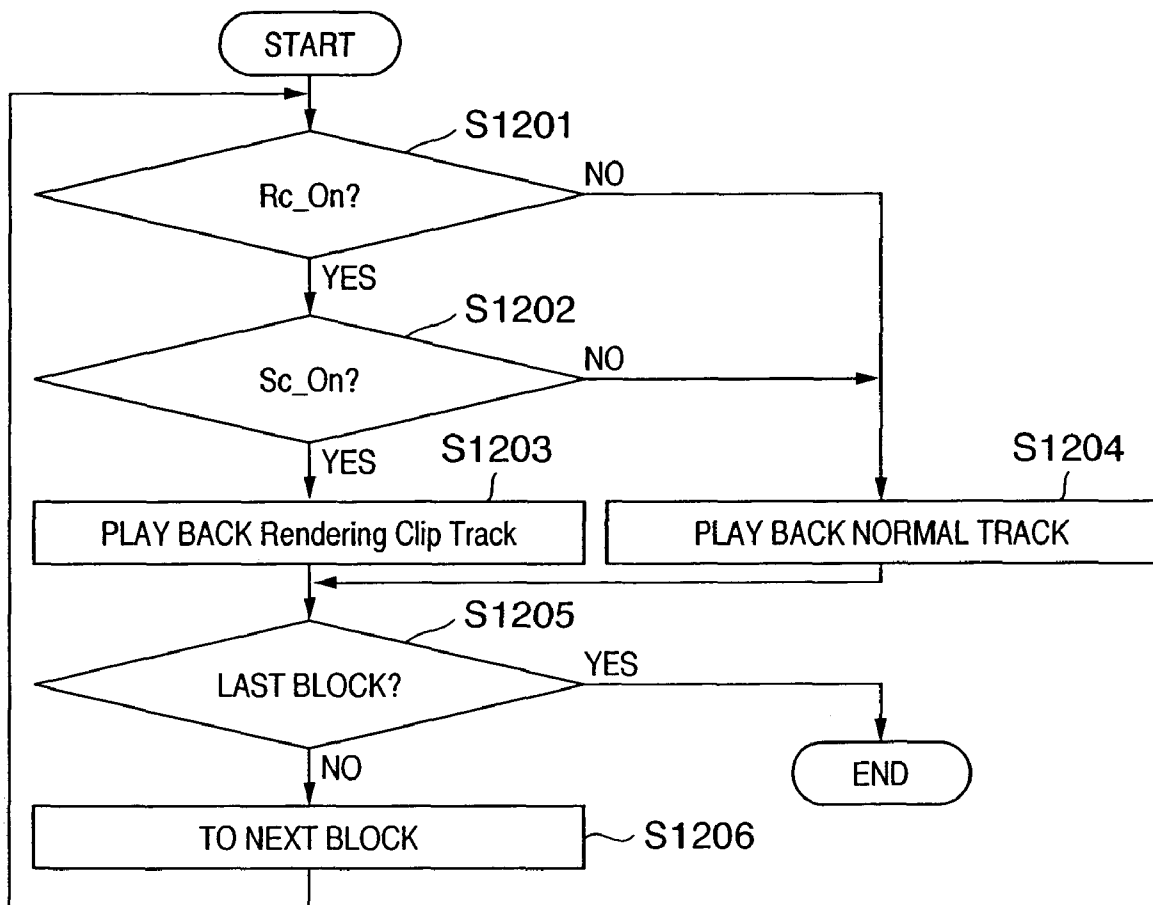 START
S1201
Rc_On?
NO
YES
S1202
Sc_On?
NO
YES
S1203
S1204
PLAY BACK Rendering Clip Track
PLAY BACK NORMAL TRACK
S1205
LAST BLOCK?
YES
NO
END
TO NEXT BLOCK
S1206